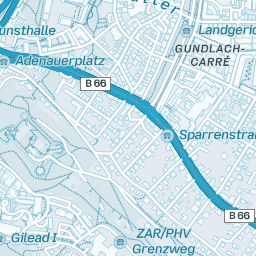 Landgeric
unsthalle
GUNDLACH-
CARRÉ
Adenauerplatz
B 66
Sparrenstra
B 66
ZAR/PHV
Grenzweg
Gilead I